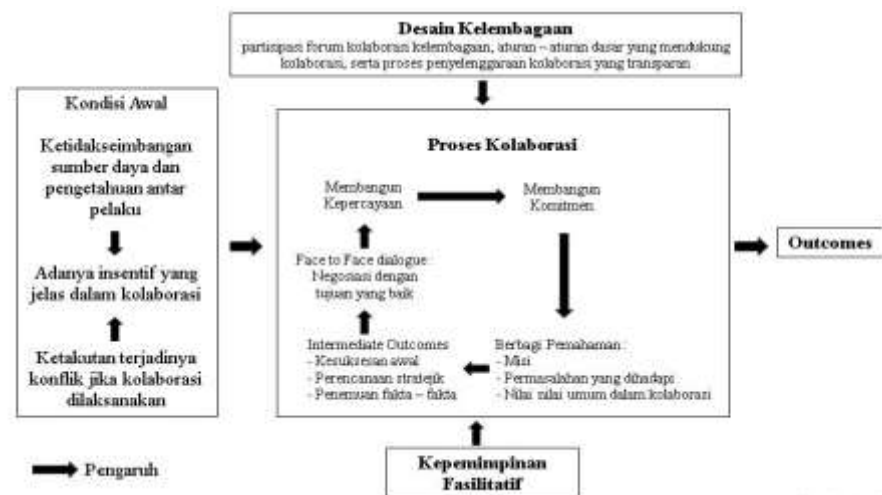 Desain Kelembagaan
partisipasi forum kolaborasi kelembagaan, aturan – aturan dasar yang mendukung
kolaborasi, serta proses penyelenggaraan kolaborasi yang transparan
Kondisi Awal
Ketidakseimbangan
sumber daya dan
pengetahuan antar
pelaku
Adanya insentif yang
jelas dalam kolaborasi
Ketakutan terjadinya
konflik jika kolaborasi
dilaksanakan
Proses Kolaborasi
Membangun
Kepercayaan
Membangun
Komitmen
Face to Face dialogue:
Negosiasi dengan
tujuan yang baik
Intermediate Outcomes
- Kesuksesan awal
- Perencanaan strategik
- Penemuan fakta – fakta
Berbagi Pemahaman :
- Misi
- Permasalahan yang dihadapi
- Nilai nilai umum dalam kolaborasi
Outcomes
Kepemimpinan
Fasilitatif
Pengaruh